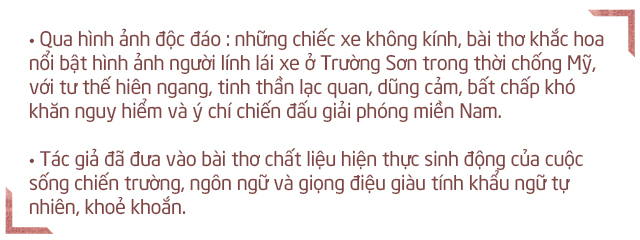 • Qua hình ảnh độc đáo : những chiếc xe không kính, bài thơ khắc hoa
nổi bật hình ảnh người lính lái xe ở Trường Sơn trong thời chống Mỹ,
với tư thế hiên ngang, tinh thần lạc quan, dũng cảm, bất chấp khó
khăn nguy hiểm và ý chí chiến đấu giải phóng miền Nam.
• Tác giả đã đưa vào bài thơ chất liệu hiện thực sinh động của cuộc
sống chiến trường, ngôn ngữ và giọng điệu giàu tính khẩu ngữ tự
nhiên, khoẻ khoắn.